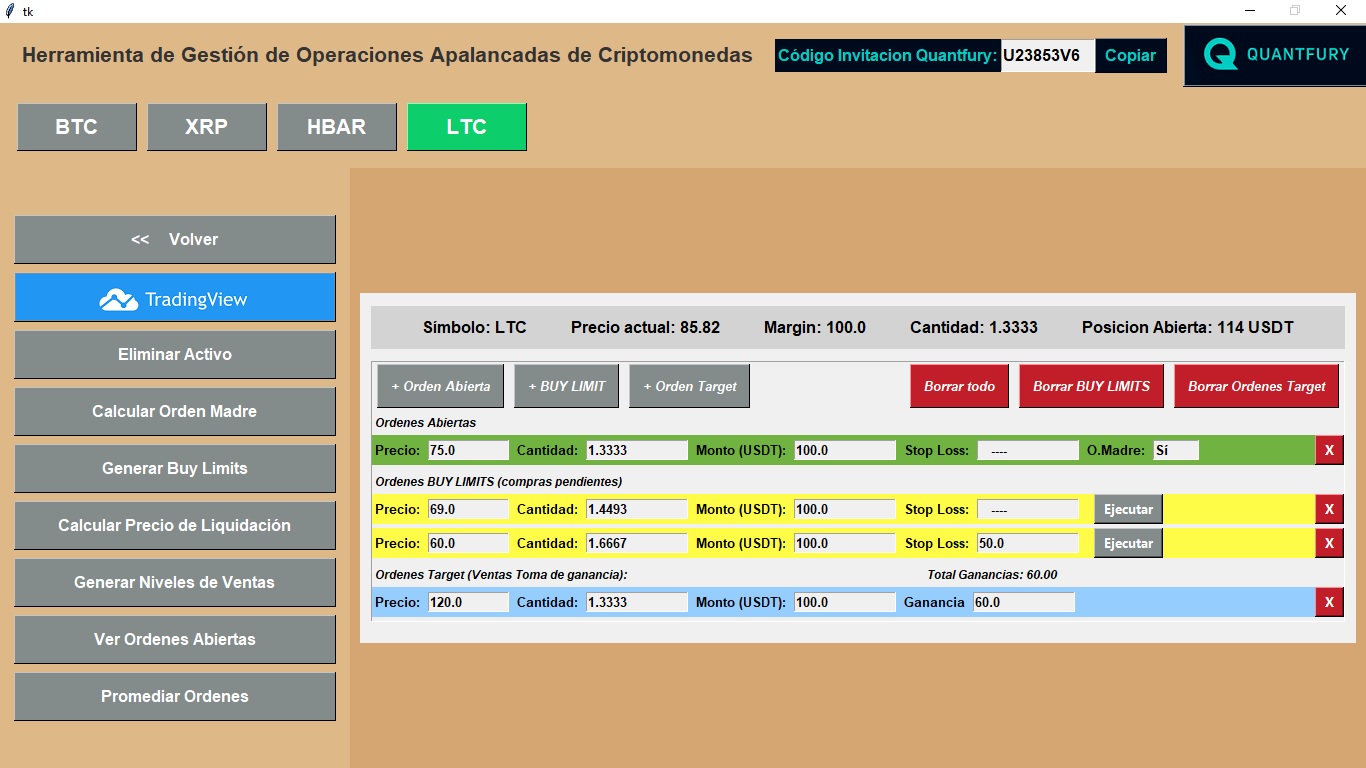 tk
Herramienta de Gestión de Operaciones Apalancadas de Criptomonedas
Código Invitacion Quantfury: U23853V6 Copiar
QUANTFURY
BTC XRP HBAR LTC
<< Volver
TradingView
Eliminar Activo
Calcular Orden Madre
Generar Buy Limits
Calcular Precio de Liquidación
Generar Niveles de Ventas
Ver Ordenes Abiertas
Promediar Ordenes
Símbolo: LTC Precio actual: 85.82 Margin: 100.0 Cantidad: 1.3333 Posicion Abierta: 114 USDT
+ Orden Abierta + BUY LIMIT + Orden Target Borrar todo Borrar BUY LIMITS Borrar Ordenes Target
Ordenes Abiertas
Precio: 75.0 Cantidad: 1.3333 Monto (USDT): 100.0 Stop Loss: ---- O.Madre: Sí X
Ordenes BUY LIMITS (compras pendientes)
Precio: 69.0 Cantidad: 1.4493 Monto (USDT): 100.0 Stop Loss: ---- Ejecutar X
Precio: 60.0 Cantidad: 1.6667 Monto (USDT): 100.0 Stop Loss: 50.0 Ejecutar X
Ordenes Target (Ventas Toma de ganancia): Total Ganancias: 60.00
Precio: 120.0 Cantidad: 1.3333 Monto (USDT): 100.0 Ganancia 60.0 X